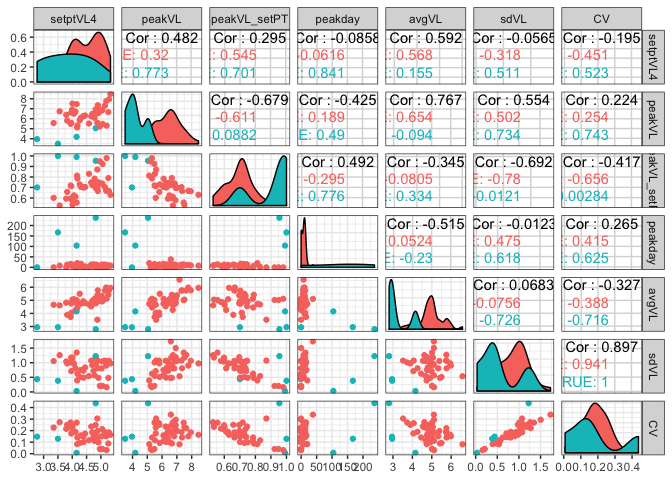 setptVL4 peakVL peakVL_setPT peakday avgVL sdVL CV
0.6 0.4 0.2 0.0 Cor : 0.482 Cor : 0.295 Cor : -0.0858 Cor : 0.592 Cor : -0.0565 Cor : -0.195 setptVL4
E: 0.32 : 0.545 -0.0616 : 0.568 -0.318 -0.451
: 0.773 : 0.701 : 0.841 : 0.155 : 0.511 : 0.523
8 7 6 5 4 Cor : -0.679 Cor : -0.425 Cor : 0.767 Cor : 0.554 Cor : 0.224 peakVL
-0.611 : 0.189 : 0.654 : 0.502 : 0.254
0.0882 E: 0.49 -0.094 : 0.734 : 0.743
1.0 0.9 0.8 0.7 0.6 Cor : 0.492 Cor : -0.345 Cor : -0.692 Cor : -0.417 akVL_set
-0.295 0.0805 E: -0.78 -0.656
: 0.776 : 0.334 0.0121 0.00284
200 150 100 50 0 Cor : -0.515 Cor : -0.0123 Cor : 0.265 peakday
0.0524 : 0.475 : 0.415
E: -0.23 : 0.618 : 0.625
6 5 4 3 Cor : 0.0683 Cor : -0.327 avgVL
-0.0756 -0.388
-0.726 -0.716
1.5 1.0 0.5 0.0 Cor : 0.897 sdVL
: 0.941
RUE: 1
0.4 0.3 0.2 0.1 0.0 CV
3.0 3.5 4.0 4.5 5.0 4 5 6 7 8 0.6 0.7 0.8 0.9 1.0 0 50 100 150 200 3 4 5 6 0.0 0.5 1.0 1.5 0.0 0.1 0.2 0.3 0.4